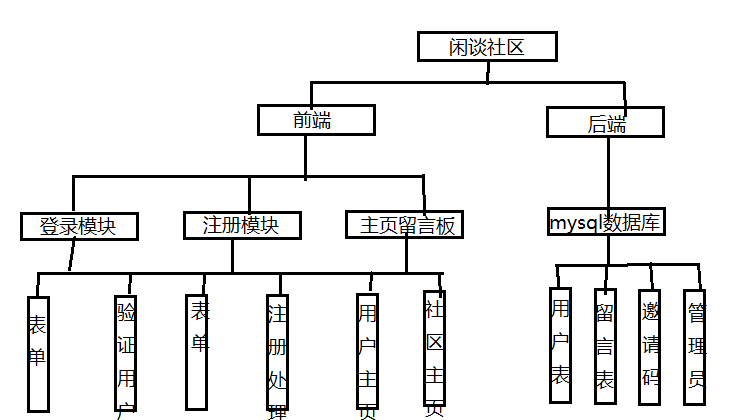 闲谈社区
前端
后端
登录模块
注册模块
主页留言板
mysql数据库
表单
验证用户
表单
注册处理
用户主页
社区主页
用户表
留言表
邀请码
管理员